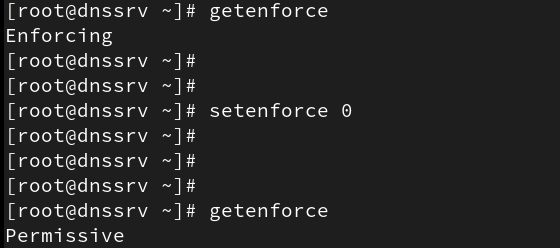 [root@dnssrv ~]# getenforce
Enforcing
[root@dnssrv ~]#
[root@dnssrv ~]#
[root@dnssrv ~]# setenforce 0
[root@dnssrv ~]#
[root@dnssrv ~]#
[root@dnssrv ~]#
[root@dnssrv ~]# getenforce
Permissive